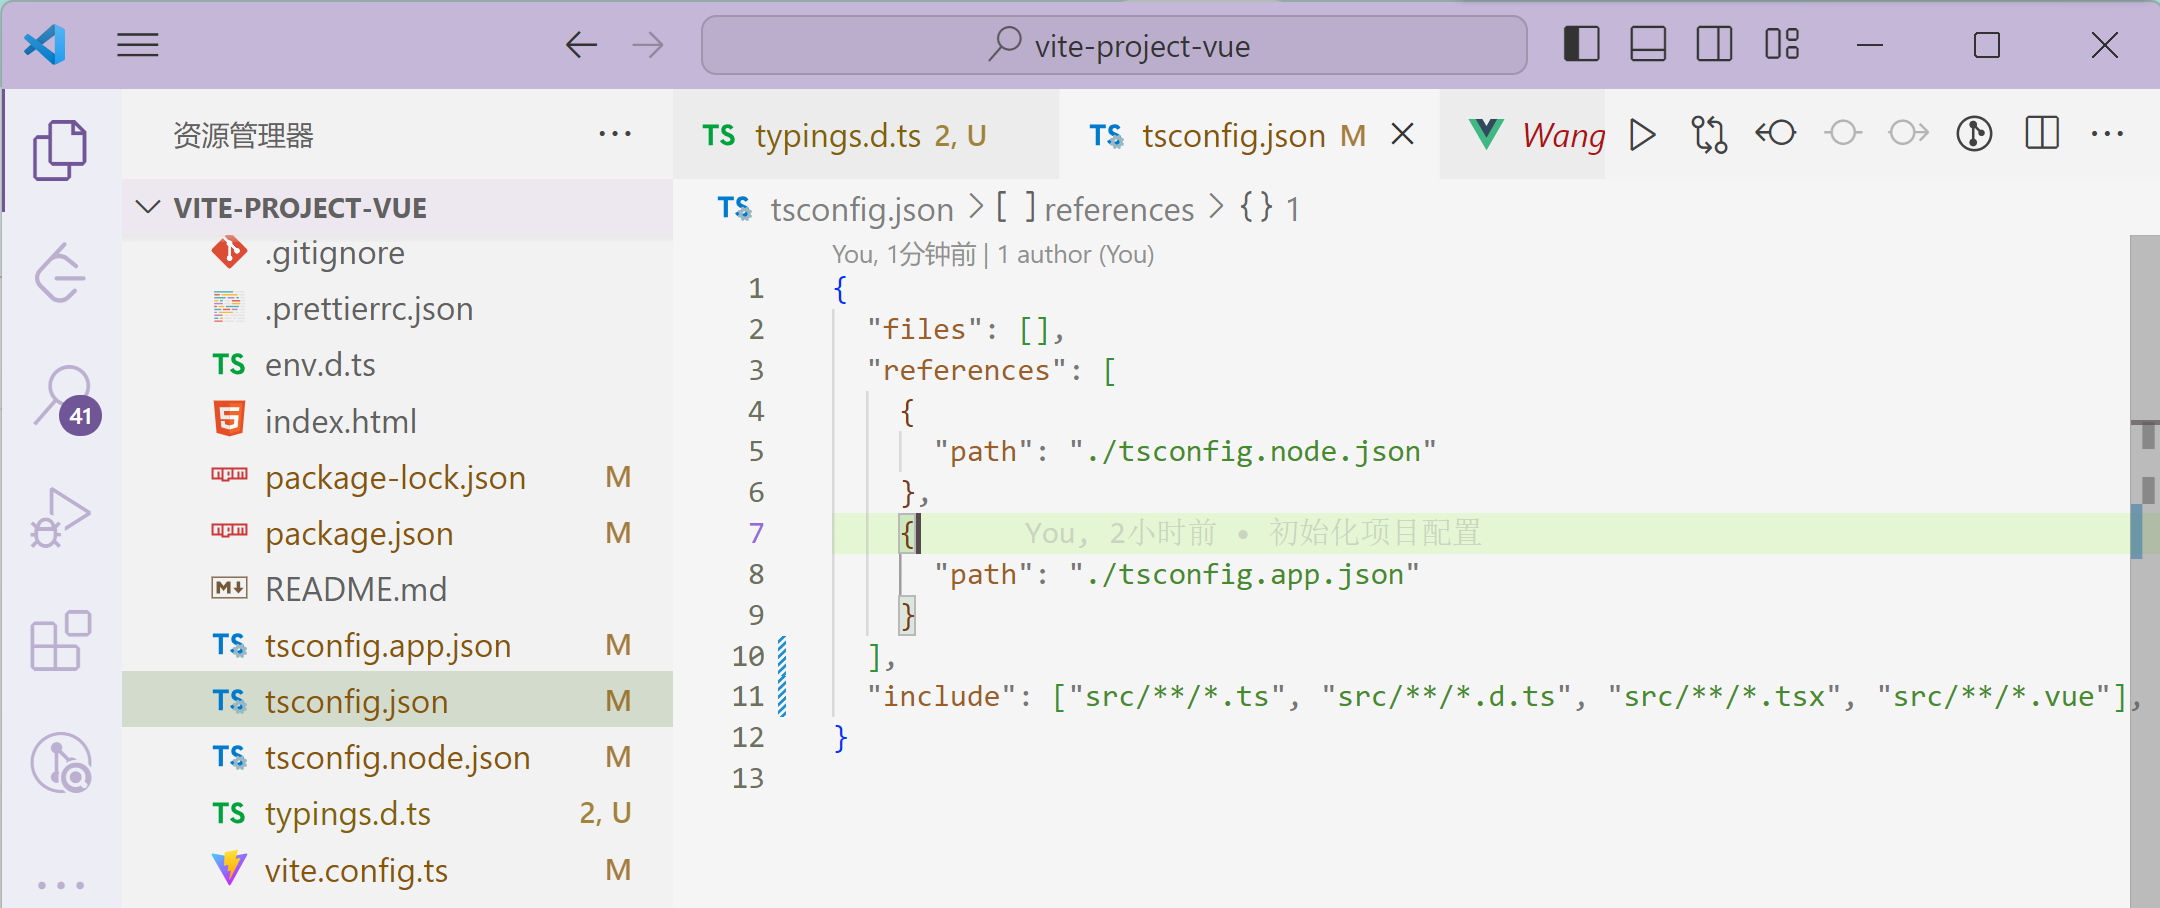 vite-project-vue
资源管理器
VITE-PROJECT-VUE
.gitignore
.prettierrc.json
TS env.d.ts
index.html
package-lock.json M
package.json M
README.md
TS tsconfig.app.json M
TS tsconfig.json M
TS tsconfig.node.json M
TS typings.d.ts 2, U
vite.config.ts M
41
TS typings.d.ts 2, U
TS tsconfig.json M
Wang
TS tsconfig.json > [ ] references > {} 1
You, 1分钟前 | 1 author (You)
1 {
2 "files": [],
3 "references": [
4 {
5 "path": "./tsconfig.node.json"
6 },
7 { You, 2小时前 • 初始化项目配置
8 "path": "./tsconfig.app.json"
9 }
10 ],
11 "include": ["src/**/*.ts", "src/**/*.d.ts", "src/**/*.tsx", "src/**/*.vue"],
12 }
13